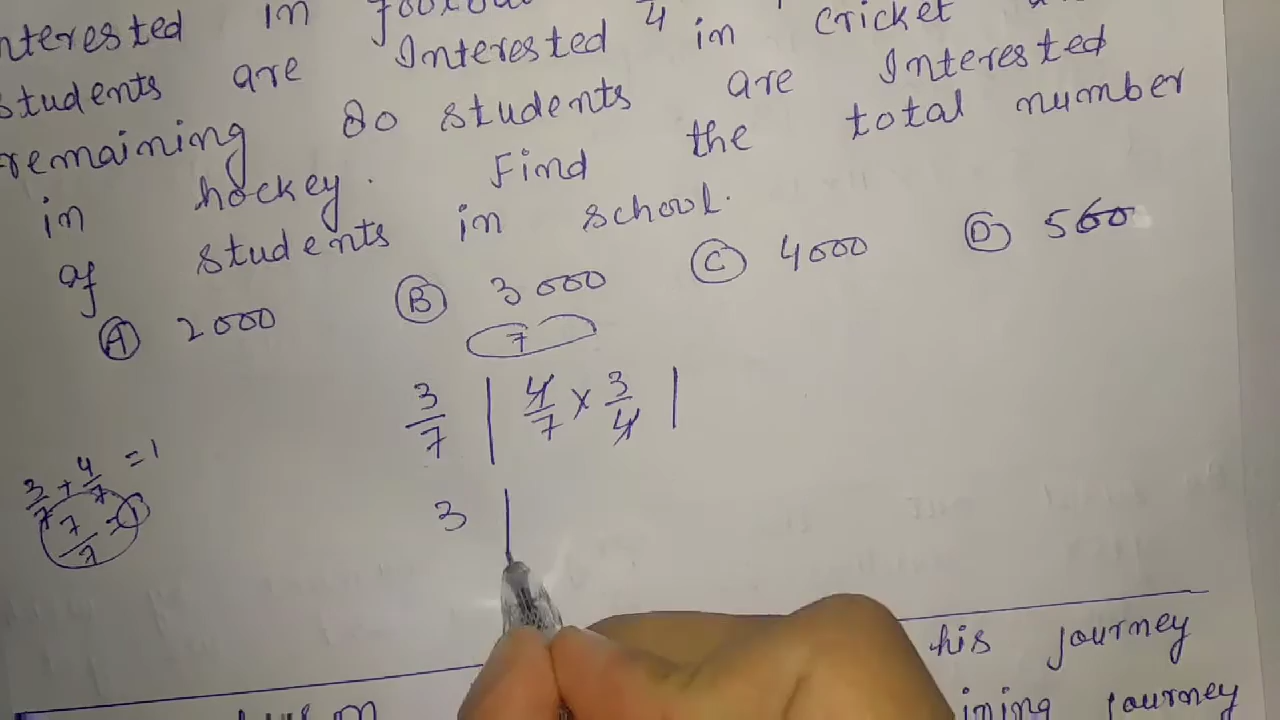 in
students are Interested 4 in cricket
remaining 80 students are Interested
in hockey. Find the total number
of students in school.
A 2000 B 3000 C 4000 D 560
7
3/7 | 4/7 × 3/4 |
3/7 + 4/7 = 1
7/7 = 1
3 |
his journey
journey